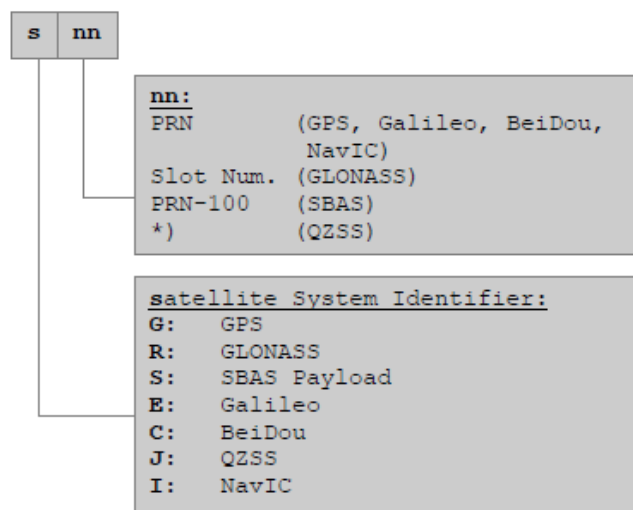 s nn
nn:
PRN (GPS, Galileo, BeiDou,
NavIC)
Slot Num. (GLONASS)
PRN-100 (SBAS)
*) (QZSS)
satellite System Identifier:
G: GPS
R: GLONASS
S: SBAS Payload
E: Galileo
C: BeiDou
J: QZSS
I: NavIC